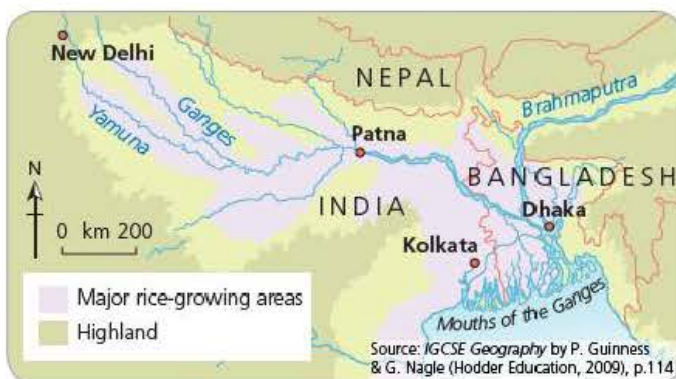 New Delhi
NEPAL
Brahmaputra
Ganges
Yamuna
Patna
BANGLADESH
N
INDIA
Dhaka
0 km 200
Kolkata
Major rice-growing areas
Mouths of the Ganges
Highland
Source: IGCSE Geography by P. Guinness
& G. Nagle (Hodder Education, 2009), p.114